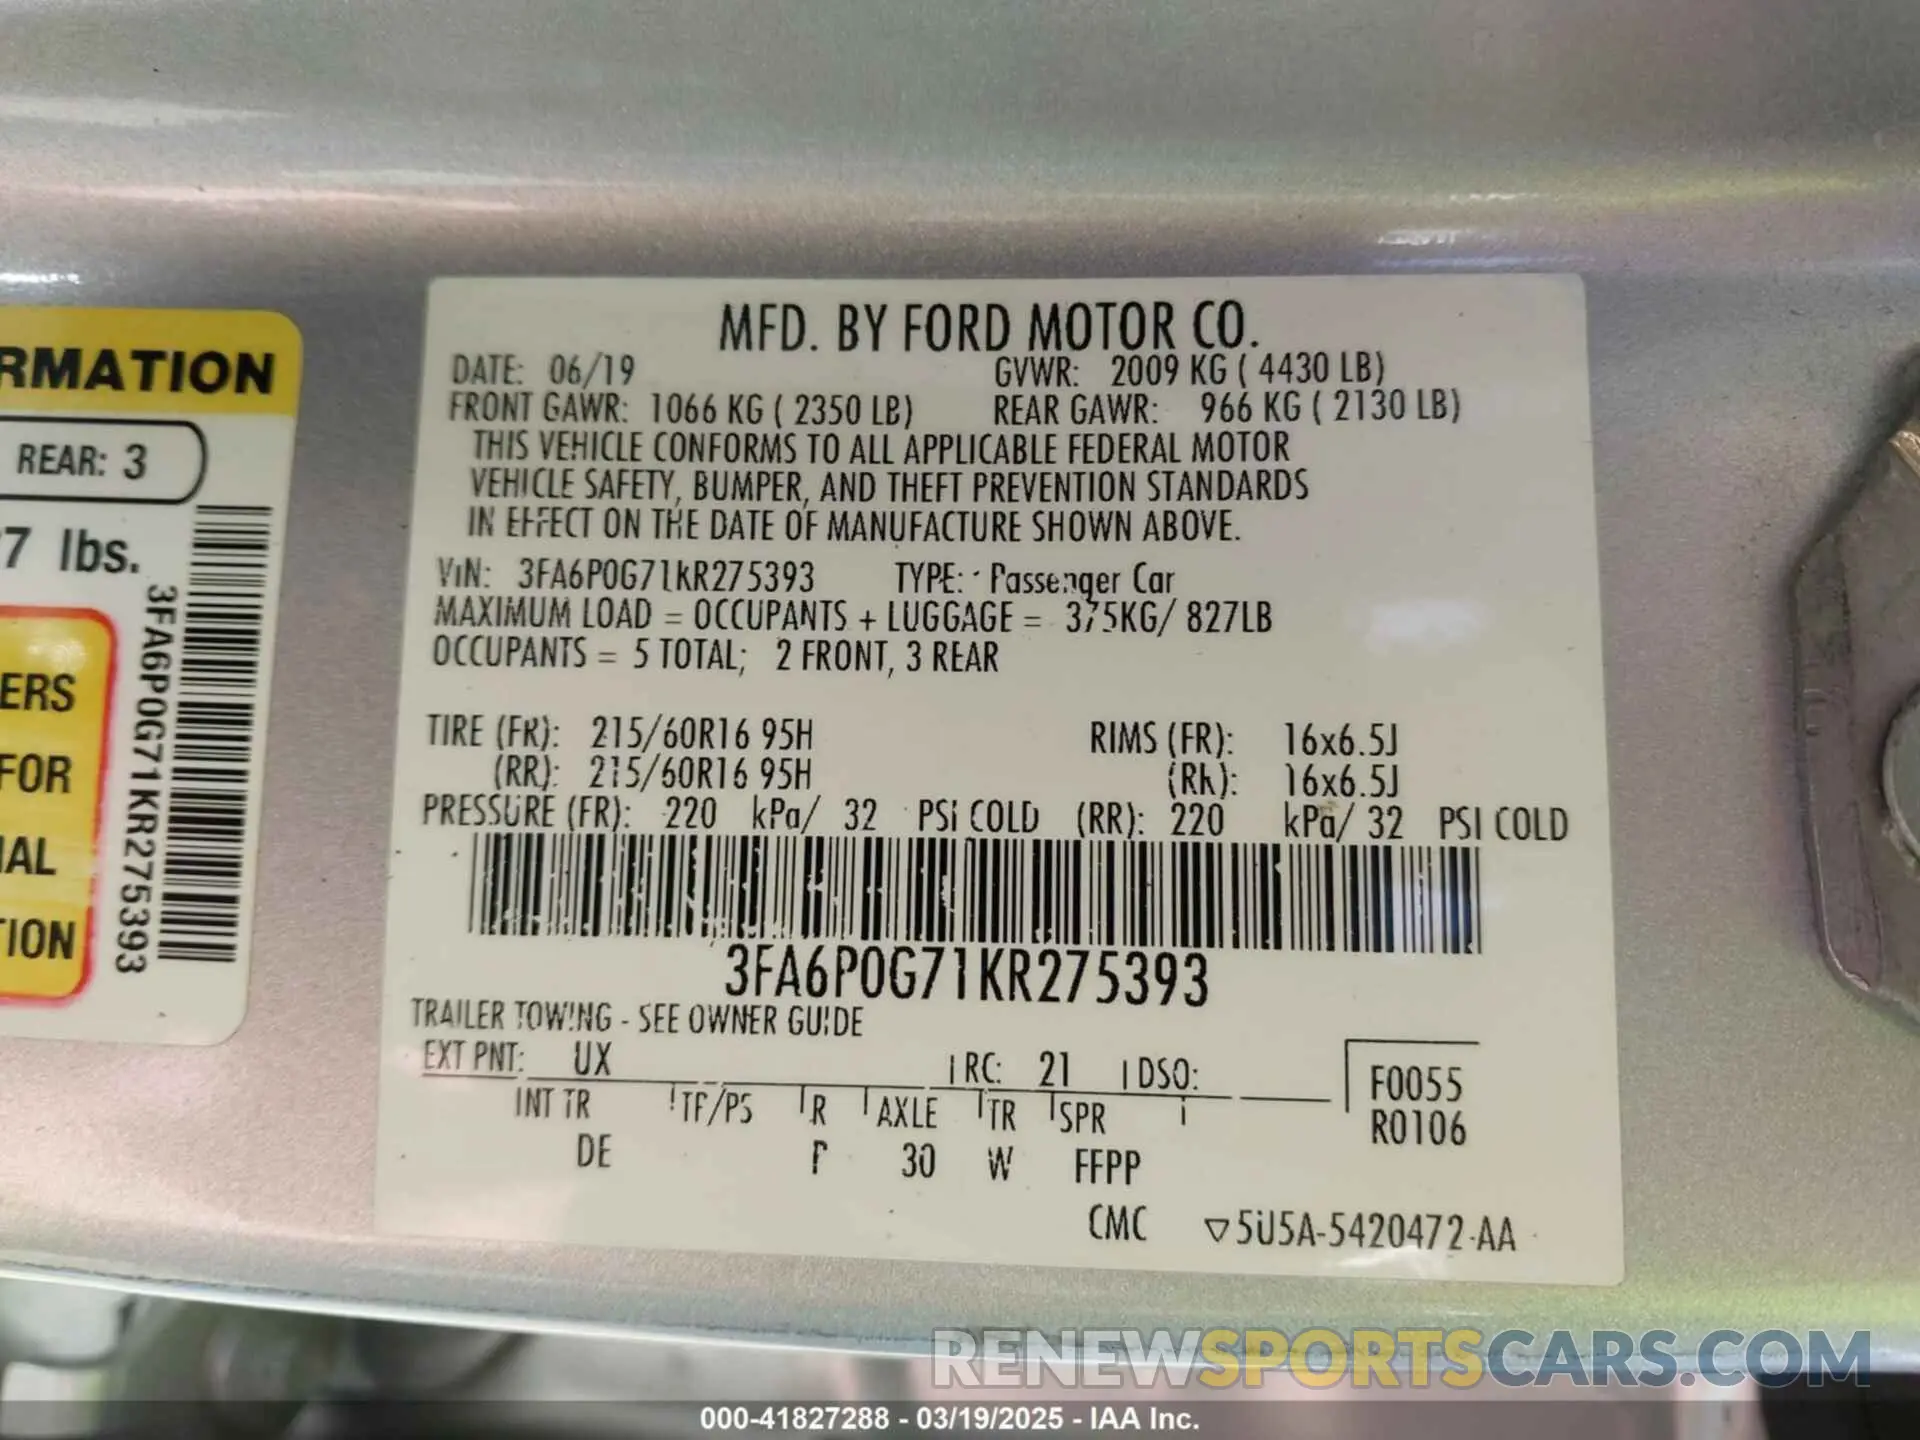 RMATION
REAR: 3
7 lbs.
3FA6P0G71KR275393
ERS
FOR
IAL
TION
MFD. BY FORD MOTOR CO.
DATE: 06/19 GVWR: 2009 KG ( 4430 LB)
FRONT GAWR: 1066 KG ( 2350 LB) REAR GAWR: 966 KG ( 2130 LB)
THIS VEHICLE CONFORMS TO ALL APPLICABLE FEDERAL MOTOR
VEHICLE SAFETY, BUMPER, AND THEFT PREVENTION STANDARDS
IN EFFECT ON THE DATE OF MANUFACTURE SHOWN ABOVE.
VIN: 3FA6P0G71KR275393 TYPE: Passenger Car
MAXIMUM LOAD = OCCUPANTS + LUGGAGE = 375KG/ 827LB
OCCUPANTS = 5 TOTAL; 2 FRONT, 3 REAR
TIRE (FR): 215/60R16 95H RIMS (FR): 16x6.5J
(RR): 215/60R16 95H (RR): 16x6.5J
PRESSURE (FR): 220 kPa/ 32 PSI COLD (RR): 220 kPa/ 32 PSI COLD
3FA6P0G71KR275393
TRAILER TOWING - SEE OWNER GUIDE
EXT PNT: UX RC: 21 DSO:
F0055
R0106
INT TR TP/PS R AXLE TR SPR
DE 30 W FFPP
CMC ▽5U5A-5420472-AA
RENEWSPORTSCARS.COM
000-41827288 - 03/19/2025 - IAA Inc.